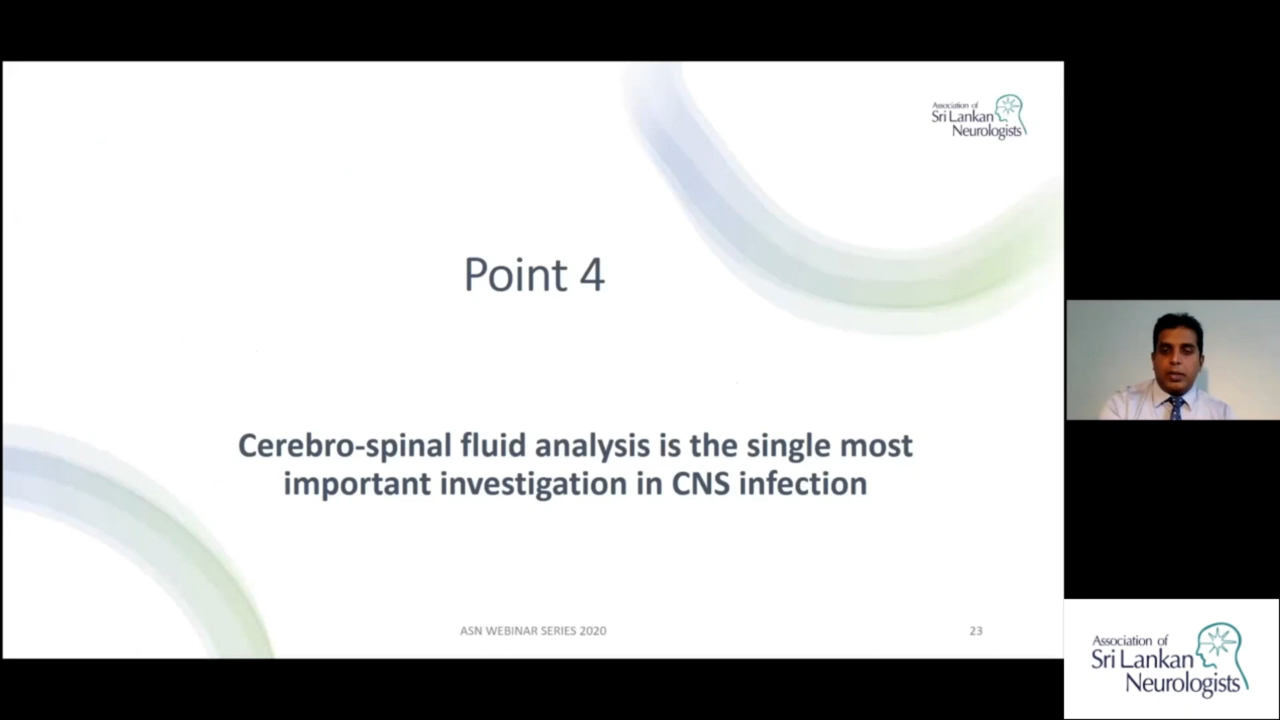 Association of
Sri Lankan
Neurologists
Point 4
Cerebro-spinal fluid analysis is the single most
important investigation in CNS infection
ASN WEBINAR SERIES 2020
23
Association of
Sri Lankan
Neurologists